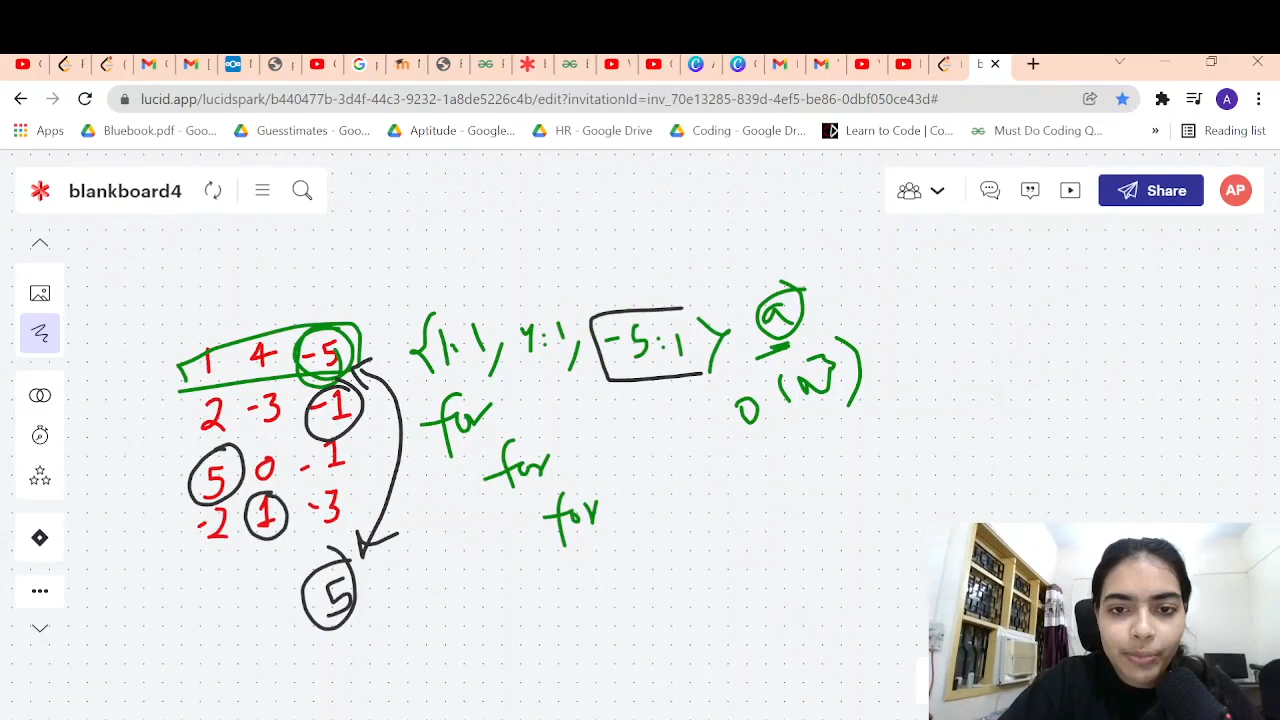 lucid.app/lucidspark/b440477b-3d4f-44c3-9232-1a8de5226c4b/edit?invitationId=inv_70e13285-839d-4ef5-be86-0dbf050ce43d#
A
Apps
Bluebook.pdf - Goo...
Guesstimates - Goo...
Aptitude - Google...
HR - Google Drive
Coding - Google Dr...
Learn to Code | Co...
Must Do Coding Q...
»
Reading list
blankboard4
Share
AP
1 4 -5
{1:1, 4:1, -5:1}
a
2 -3 -1
for
O(N³)
5 0 -1
for
-2 1 -3
for
5